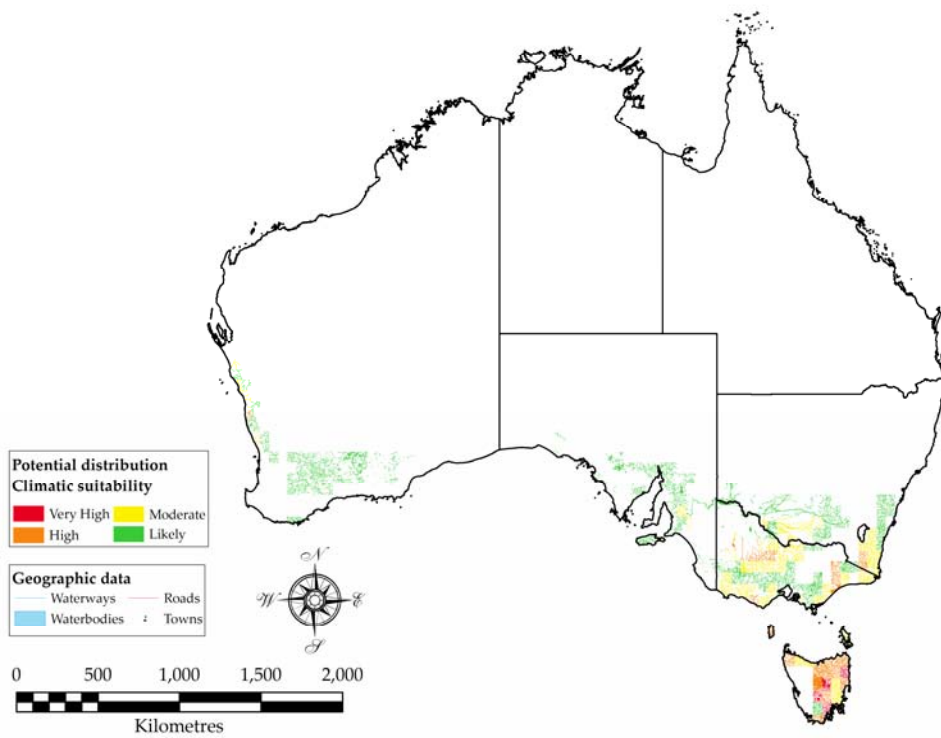 Potential distribution
Climatic suitability
Very High
Moderate
High
Likely
Geographic data
Waterways
Roads
Waterbodies
Towns
N
W
E
S
0 500 1,000 1,500 2,000
Kilometres